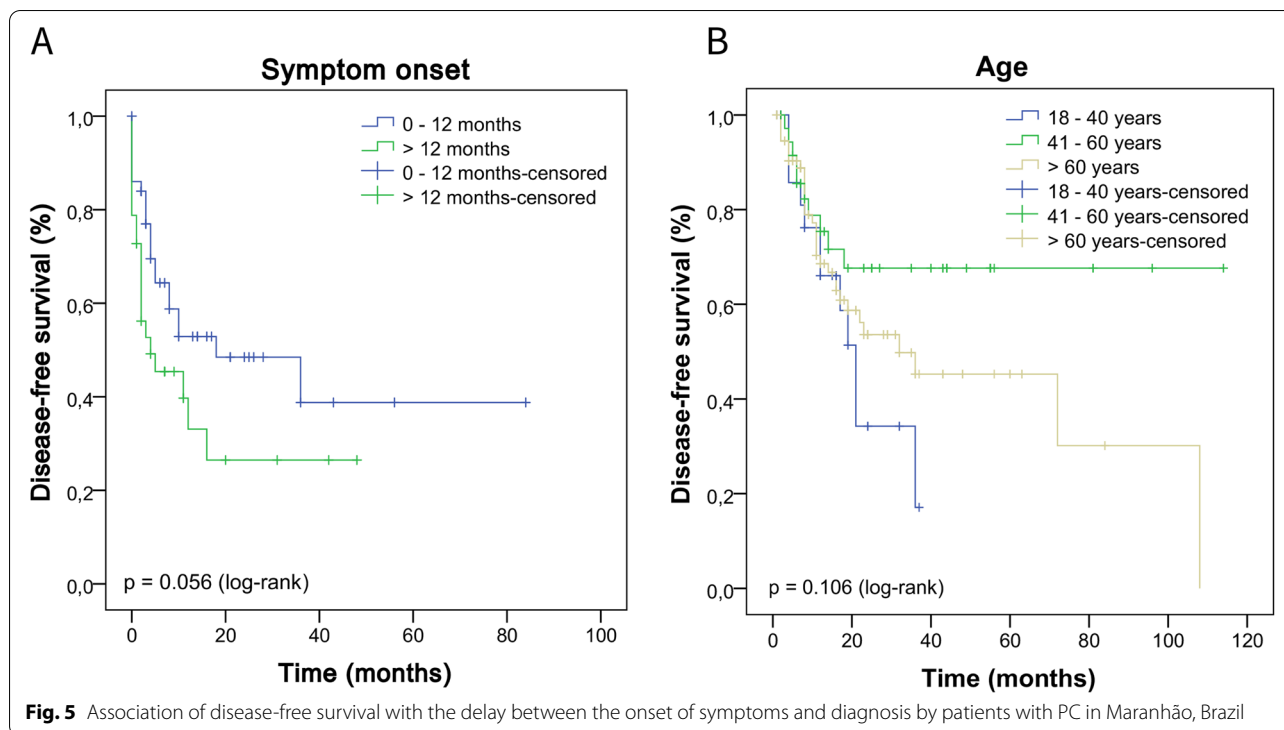 A
Symptom onset
Disease-free survival (%)
1,0
0,8
0,6
0,4
0,2
0,0
0 - 12 months
> 12 months
0 - 12 months-censored
> 12 months-censored
p = 0.056 (log-rank)
0 20 40 60 80 100
Time (months)
B
Age
Disease-free survival (%)
1,0
0,8
0,6
0,4
0,2
0,0
18 - 40 years
41 - 60 years
> 60 years
18 - 40 years-censored
41 - 60 years-censored
> 60 years-censored
p = 0.106 (log-rank)
0 20 40 60 80 100 120
Time (months)
Fig. 5 Association of disease-free survival with the delay between the onset of symptoms and diagnosis by patients with PC in Maranhão, Brazil